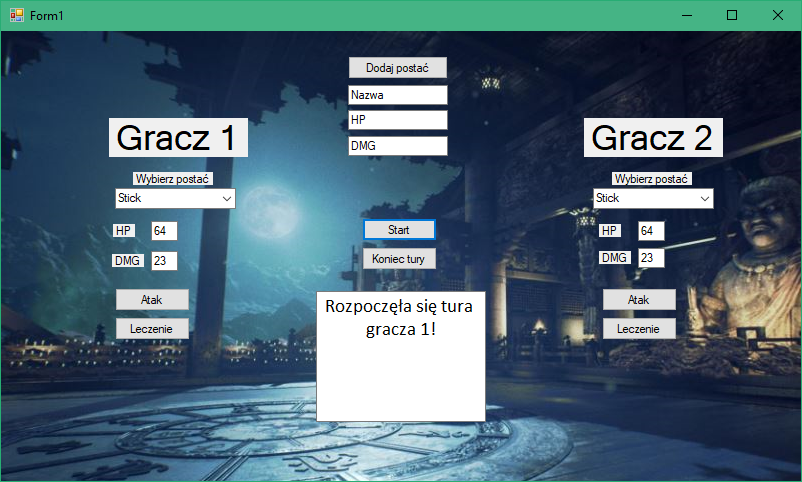 Form1
Dodaj postać
Nazwa
HP
DMG
Gracz 1
Wybierz postać
Stick
HP 64
DMG 23
Atak
Leczenie
Start
Koniec tury
Rozpoczęła się tura
gracza 1!
Gracz 2
Wybierz postać
Stick
HP 64
DMG 23
Atak
Leczenie